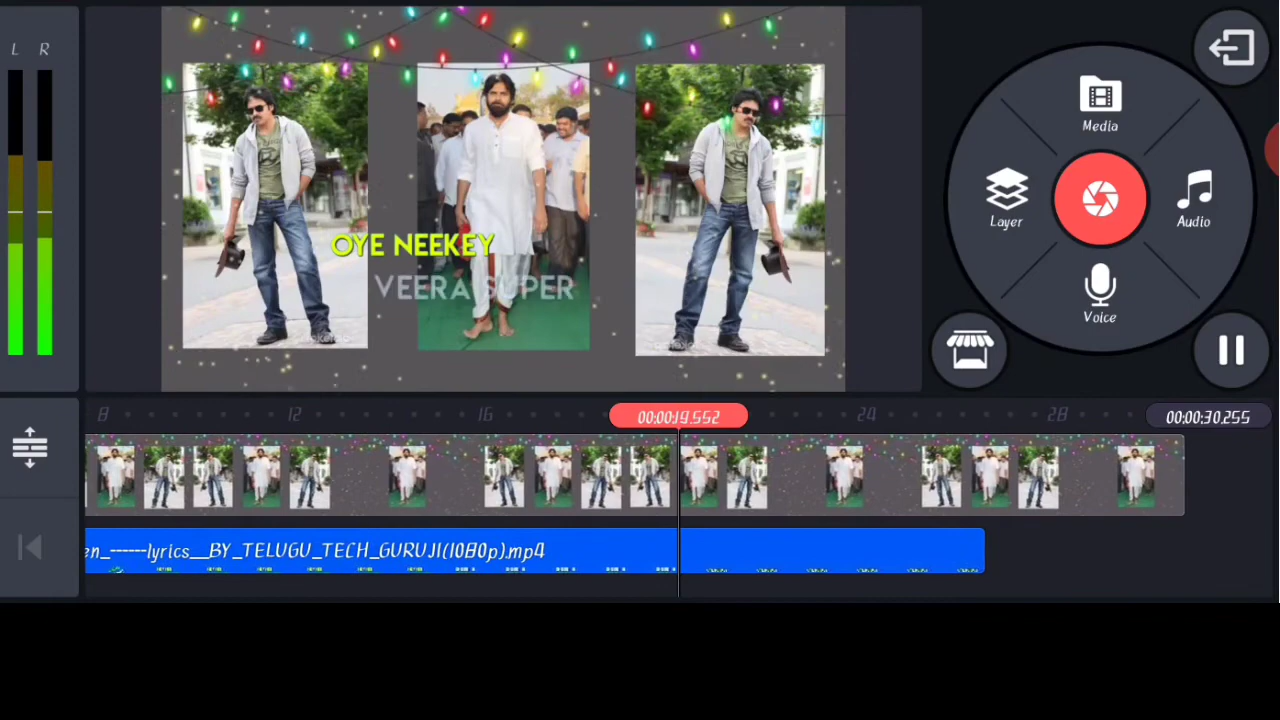 L R
Media
Layer
Audio
Voice
OYE NEEKEY
VEERA SUPER
8 12 16 00:00:19.552 24 28 00:00:30.255
en_------lyrics__BY_TELUGU_TECH_GURUJI(1080p).mp4